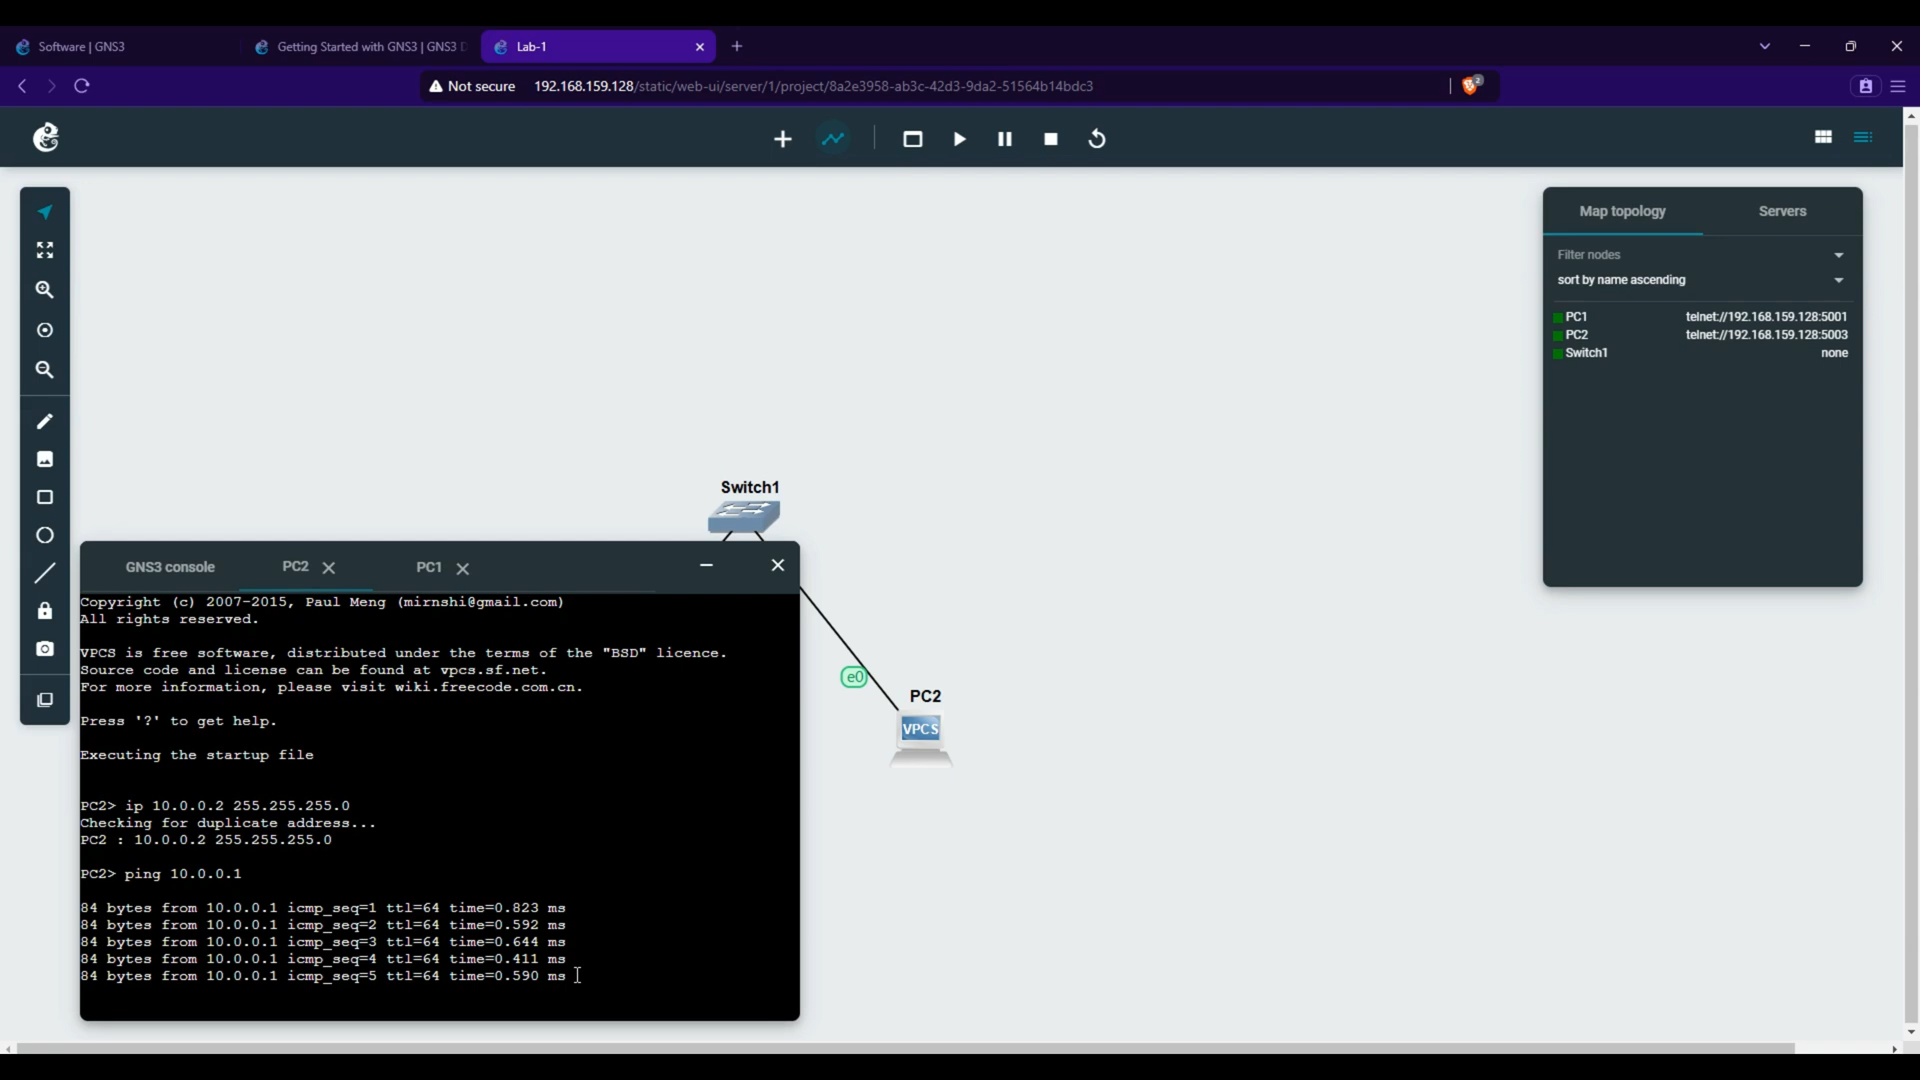 Software | GNS3
Getting Started with GNS3 | GNS3 D
Lab-1
Not secure
192.168.159.128/static/web-ui/server/1/project/8a2e3958-ab3c-42d3-9da2-51564b14bdc3
2
Map topology
Servers
Filter nodes
sort by name ascending
PC1 telnet://192.168.159.128:5001
PC2 telnet://192.168.159.128:5003
Switch1 none
Switch1
GNS3 console
PC2
PC1
Copyright (c) 2007-2015, Paul Meng (mirnshi@gmail.com)
All rights reserved.
VPCS is free software, distributed under the terms of the "BSD" licence.
Source code and license can be found at vpcs.sf.net.
For more information, please visit wiki.freecode.com.cn.
Press '?' to get help.
Executing the startup file
PC2> ip 10.0.0.2 255.255.255.0
Checking for duplicate address...
PC2 : 10.0.0.2 255.255.255.0
PC2> ping 10.0.0.1
84 bytes from 10.0.0.1 icmp_seq=1 ttl=64 time=0.823 ms
84 bytes from 10.0.0.1 icmp_seq=2 ttl=64 time=0.592 ms
84 bytes from 10.0.0.1 icmp_seq=3 ttl=64 time=0.644 ms
84 bytes from 10.0.0.1 icmp_seq=4 ttl=64 time=0.411 ms
84 bytes from 10.0.0.1 icmp_seq=5 ttl=64 time=0.590 ms
e0
PC2
VPCS